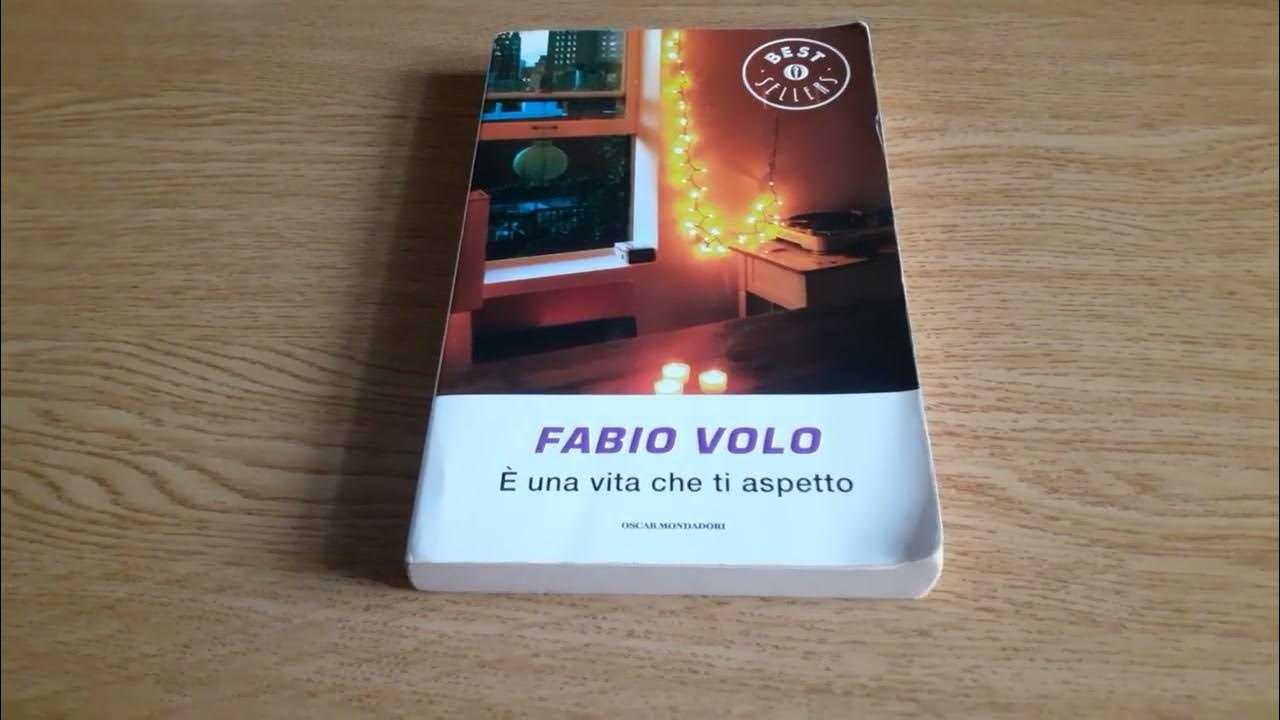 BEST
SELLERS
FABIO VOLO
È una vita che ti aspetto
OSCAR MONDADORI